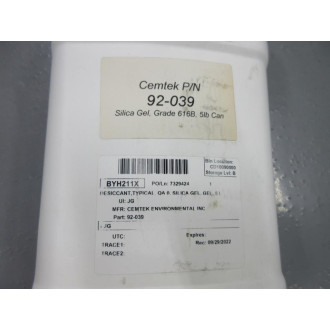 Cemtek P/N
92-039
Silica Gel, Grade 616B, 5lb Can
Bin Location:
Storage Lvl: B
BYH211X
PO/Ln: 7329424
1
DESICCANT,TYPICAL, QA 8, SILICA GEL, GEL,
UI: JG
MFR: CEMTEK ENVIRONMENTAL INC
Part: 92-039
JG
UTC:
Expires:
TRACE1:
Rec: 09/29/2022
TRACE2: